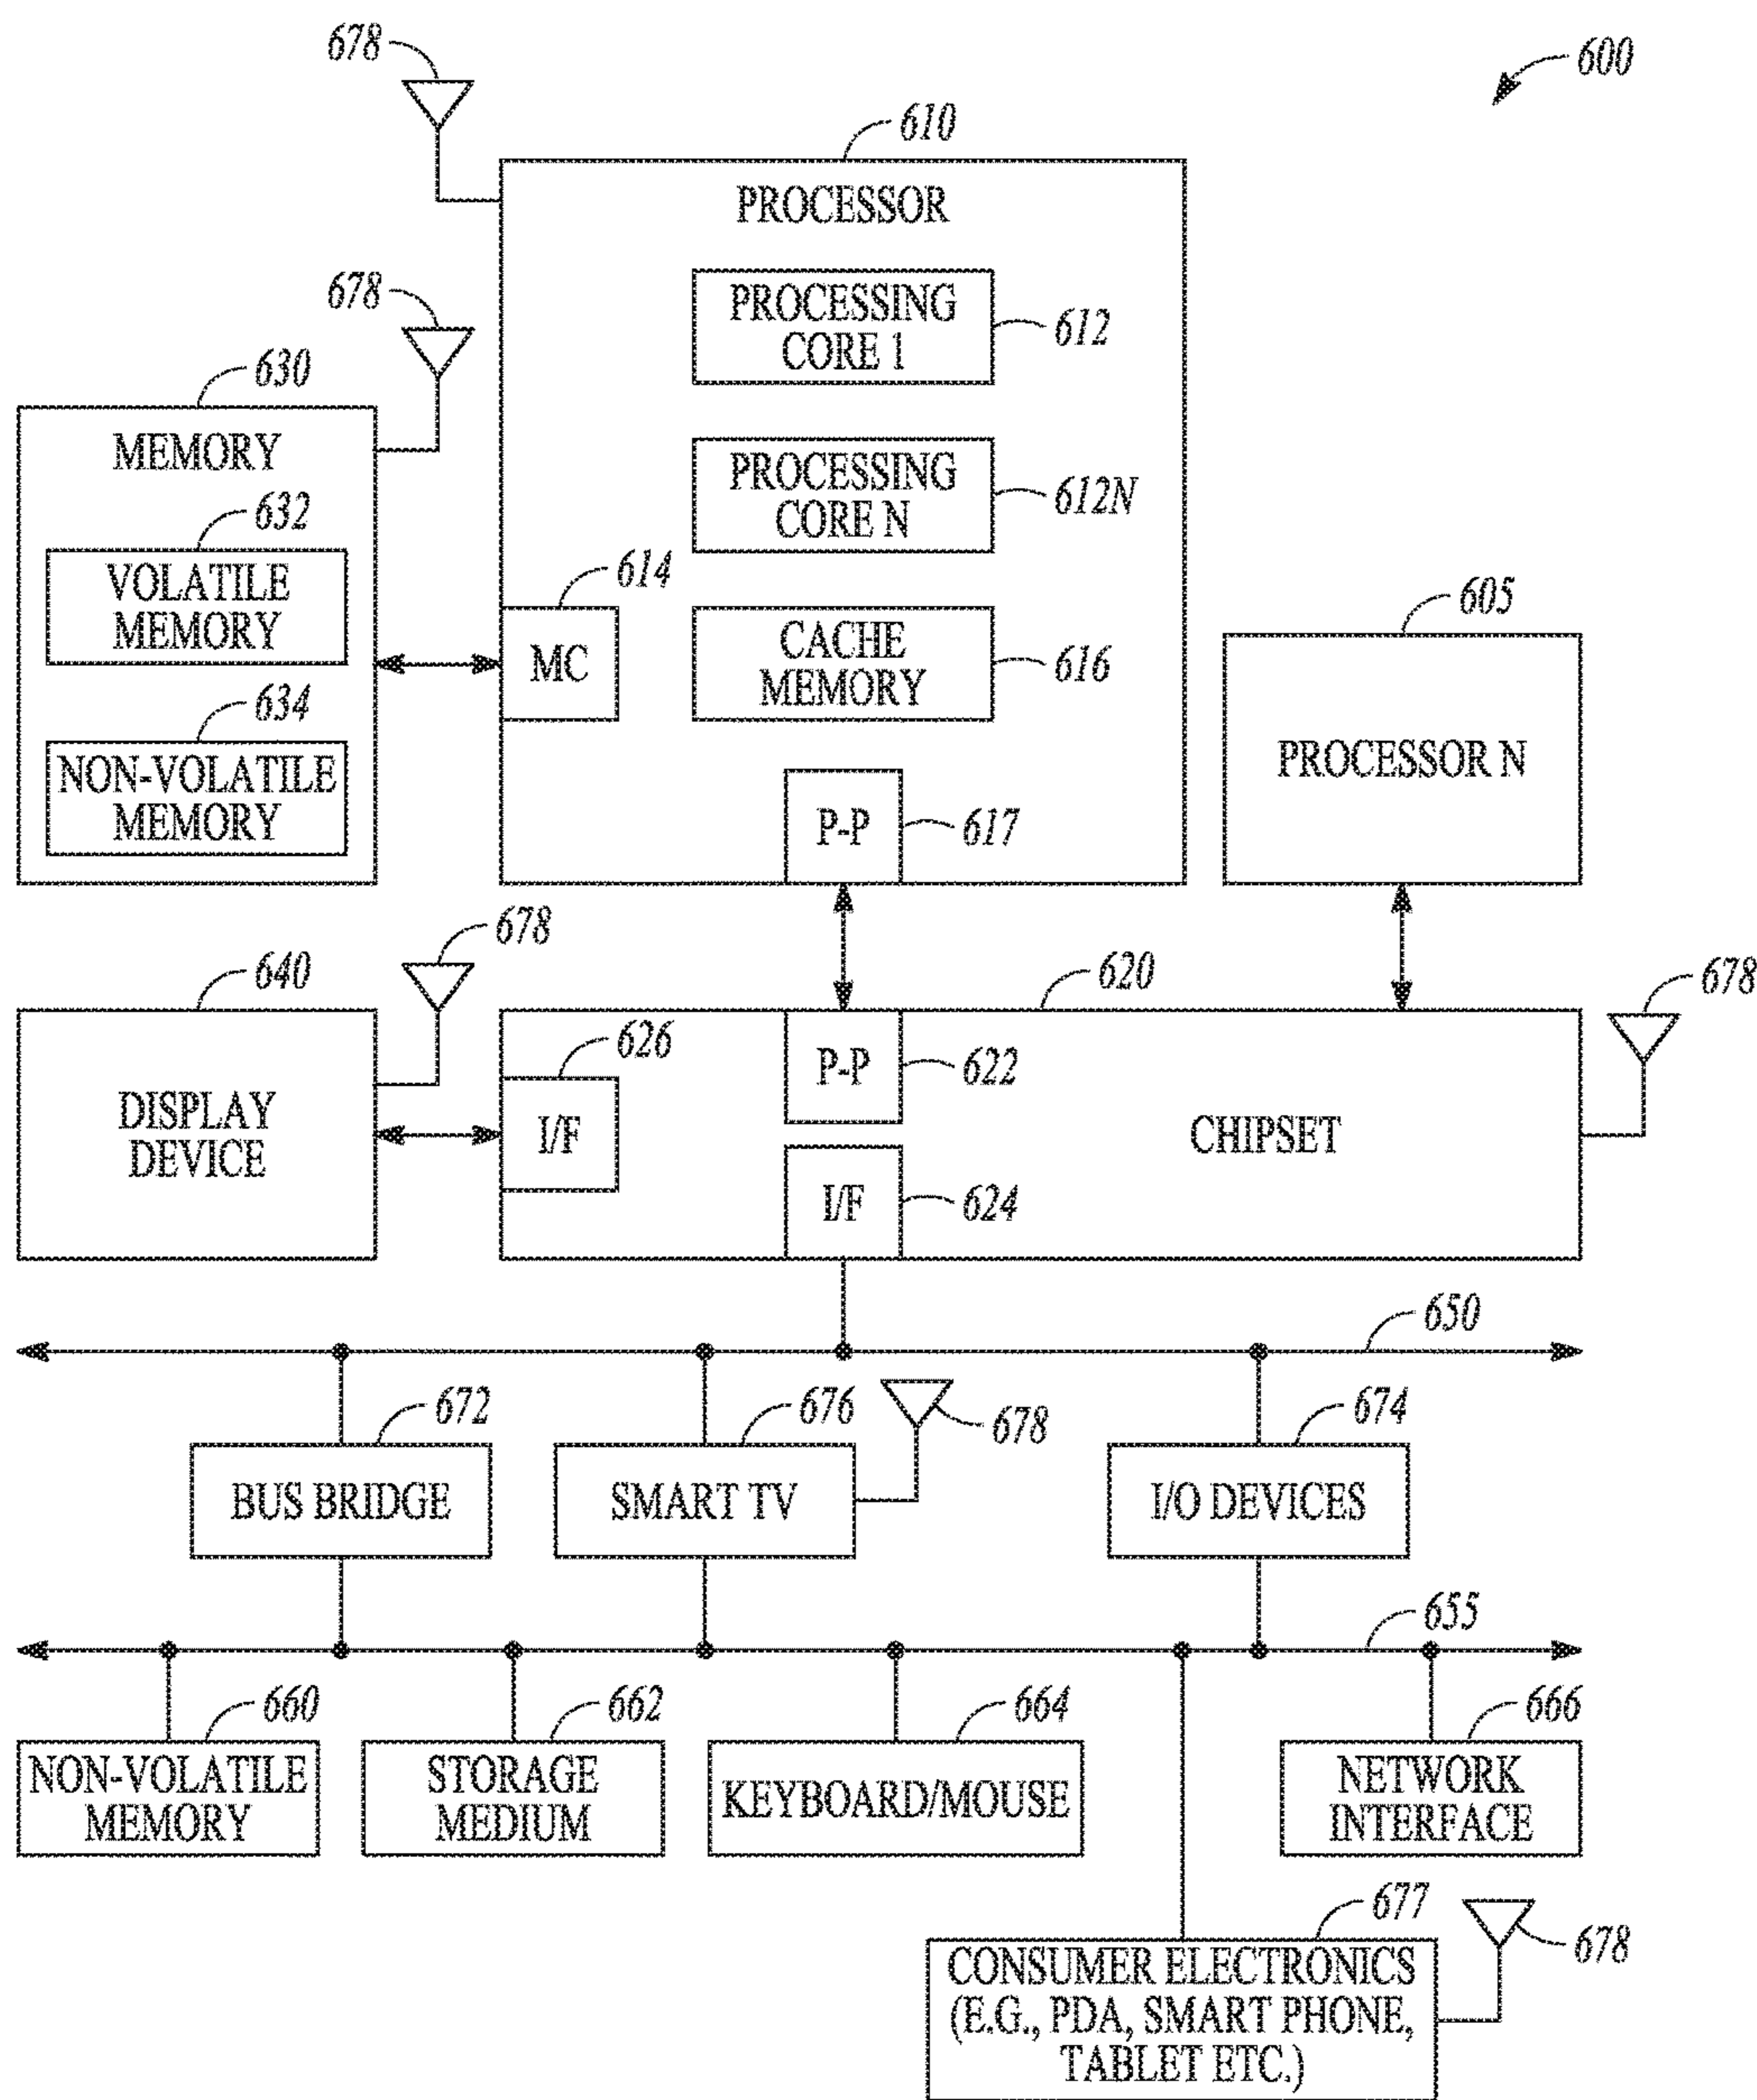 678
600
610
PROCESSOR
PROCESSING
CORE 1
612
678
630
MEMORY
PROCESSING
CORE N
612N
632
VOLATILE
MEMORY
614
MC
CACHE
MEMORY
616
605
PROCESSOR N
634
NON-VOLATILE
MEMORY
P-P
617
640
678
620
678
DISPLAY
DEVICE
626
I/F
P-P
622
CHIPSET
I/F
624
650
672
BUS BRIDGE
676
SMART TV
678
674
I/O DEVICES
655
660
NON-VOLATILE
MEMORY
662
STORAGE
MEDIUM
664
KEYBOARD/MOUSE
666
NETWORK
INTERFACE
677
CONSUMER ELECTRONICS
(E.G., PDA, SMART PHONE,
TABLET ETC.)
678